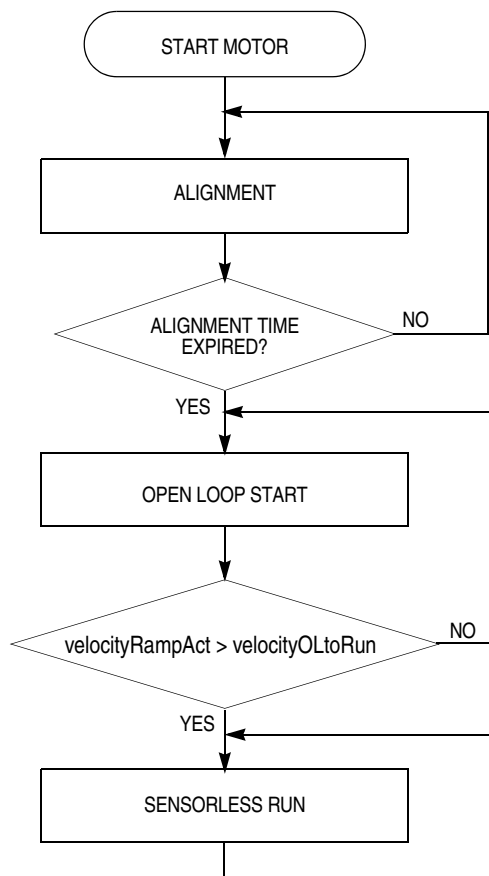 START MOTOR
ALIGNMENT
ALIGNMENT TIME
EXPIRED?
NO
YES
OPEN LOOP START
velocityRampAct > velocityOLtoRun
NO
YES
SENSORLESS RUN